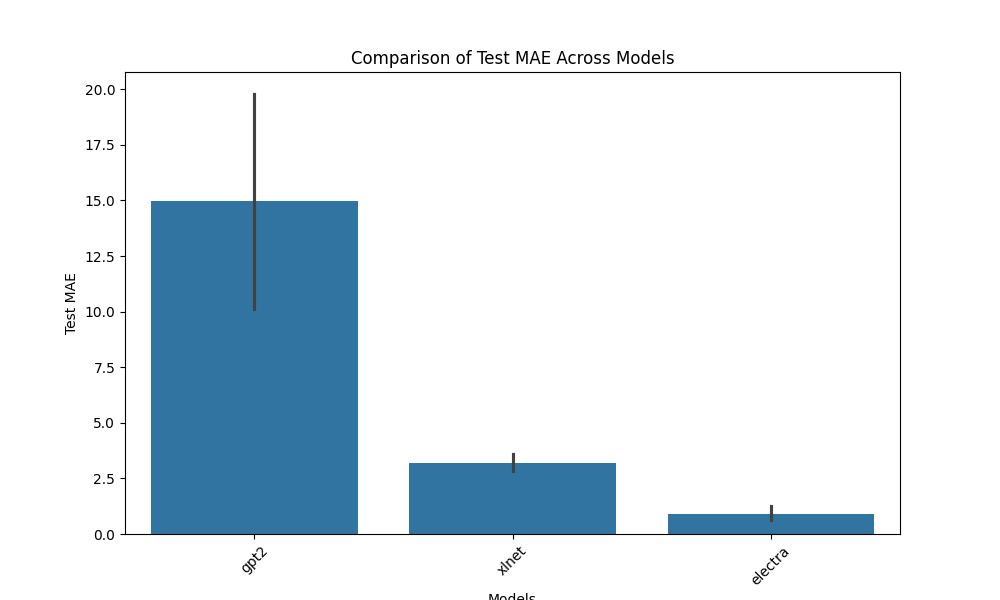 Comparison of Test MAE Across Models
Test MAE
20.0
17.5
15.0
12.5
10.0
7.5
5.0
2.5
0.0
gpt2
xlnet
electra
Models